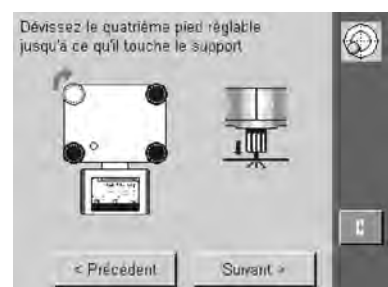 Dévissez le quatrième pied réglable
jusqu'à ce qu'il touche le support
< Précédent
Suivant >